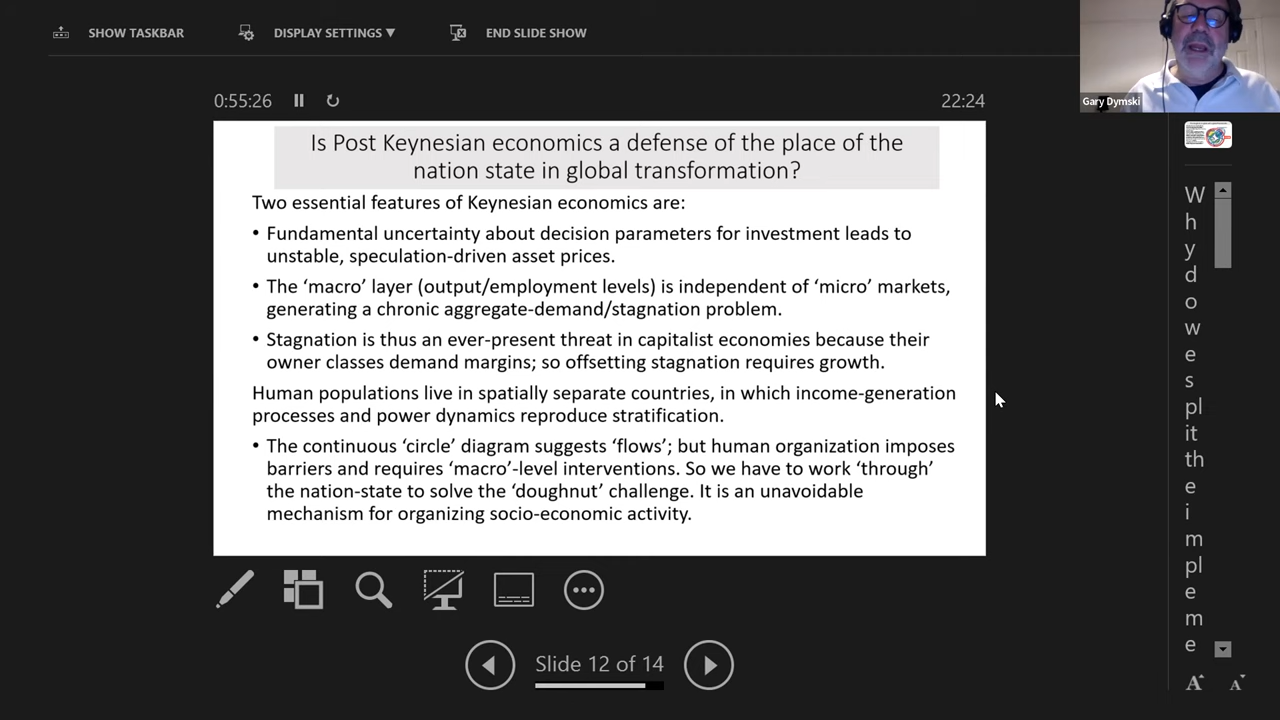 SHOW TASKBAR
DISPLAY SETTINGS ▼
END SLIDE SHOW
0:55:26
22:24
Gary Dymski
Is Post Keynesian economics a defense of the place of the
nation state in global transformation?
Two essential features of Keynesian economics are:
• Fundamental uncertainty about decision parameters for investment leads to
unstable, speculation-driven asset prices.
• The ‘macro’ layer (output/employment levels) is independent of ‘micro’ markets,
generating a chronic aggregate-demand/stagnation problem.
• Stagnation is thus an ever-present threat in capitalist economies because their
owner classes demand margins; so offsetting stagnation requires growth.
Human populations live in spatially separate countries, in which income-generation
processes and power dynamics reproduce stratification.
• The continuous ‘circle’ diagram suggests ‘flows’; but human organization imposes
barriers and requires ‘macro’-level interventions. So we have to work ‘through’
the nation-state to solve the ‘doughnut’ challenge. It is an unavoidable
mechanism for organizing socio-economic activity.
Slide 12 of 14
W
h
y
d
o
w
e
s
pl
it
th
e
i
m
pl
e
m
e
A
A